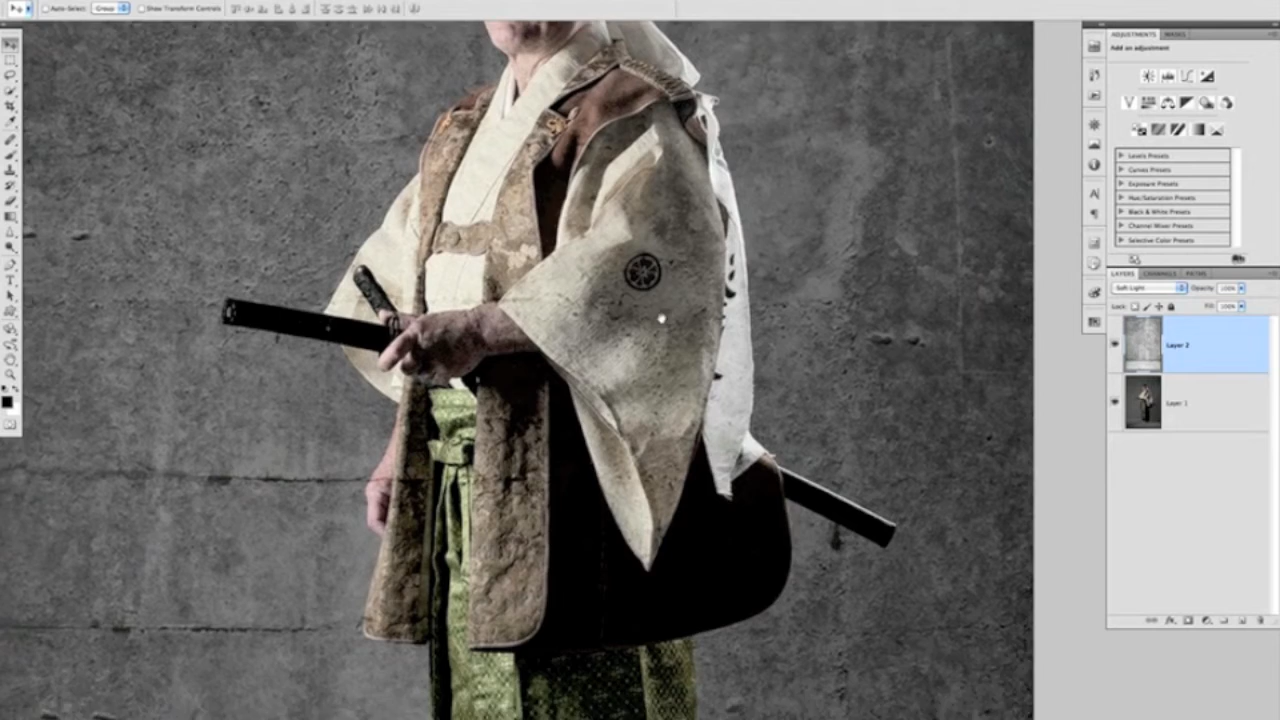 Auto-Select: Group Show Transform Controls
ADJUSTMENTS MASKS
Add an adjustment
Levels Presets
Curves Presets
Exposure Presets
Hue/Saturation Presets
Black & White Presets
Channel Mixer Presets
Selective Color Presets
LAYERS CHANNELS PATHS
Soft Light Opacity: 100%
Lock: Fill: 100%
Layer 2
Layer 1